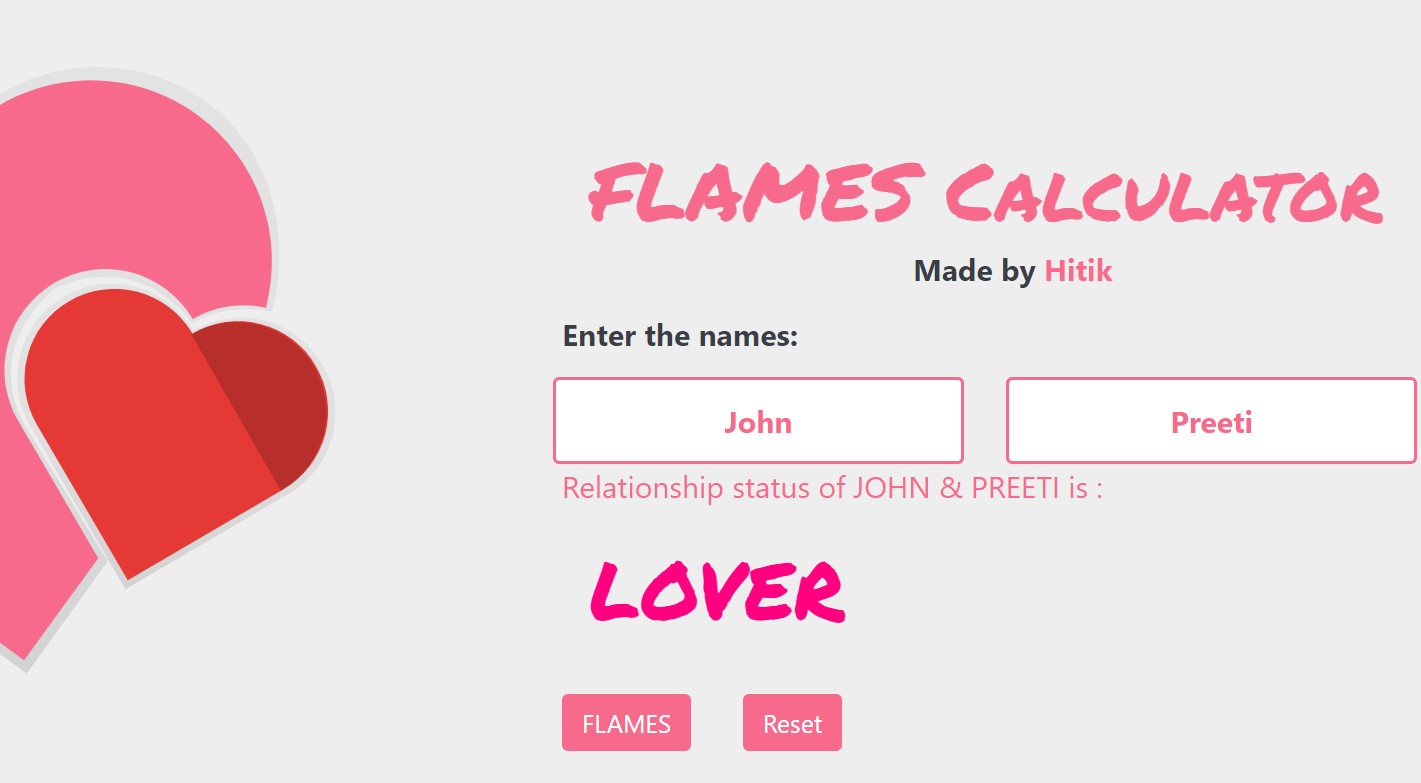 FLAMES Calculator
Made by Hitik
Enter the names:
John Preeti
Relationship status of JOHN & PREETI is :
LOVER
FLAMES Reset